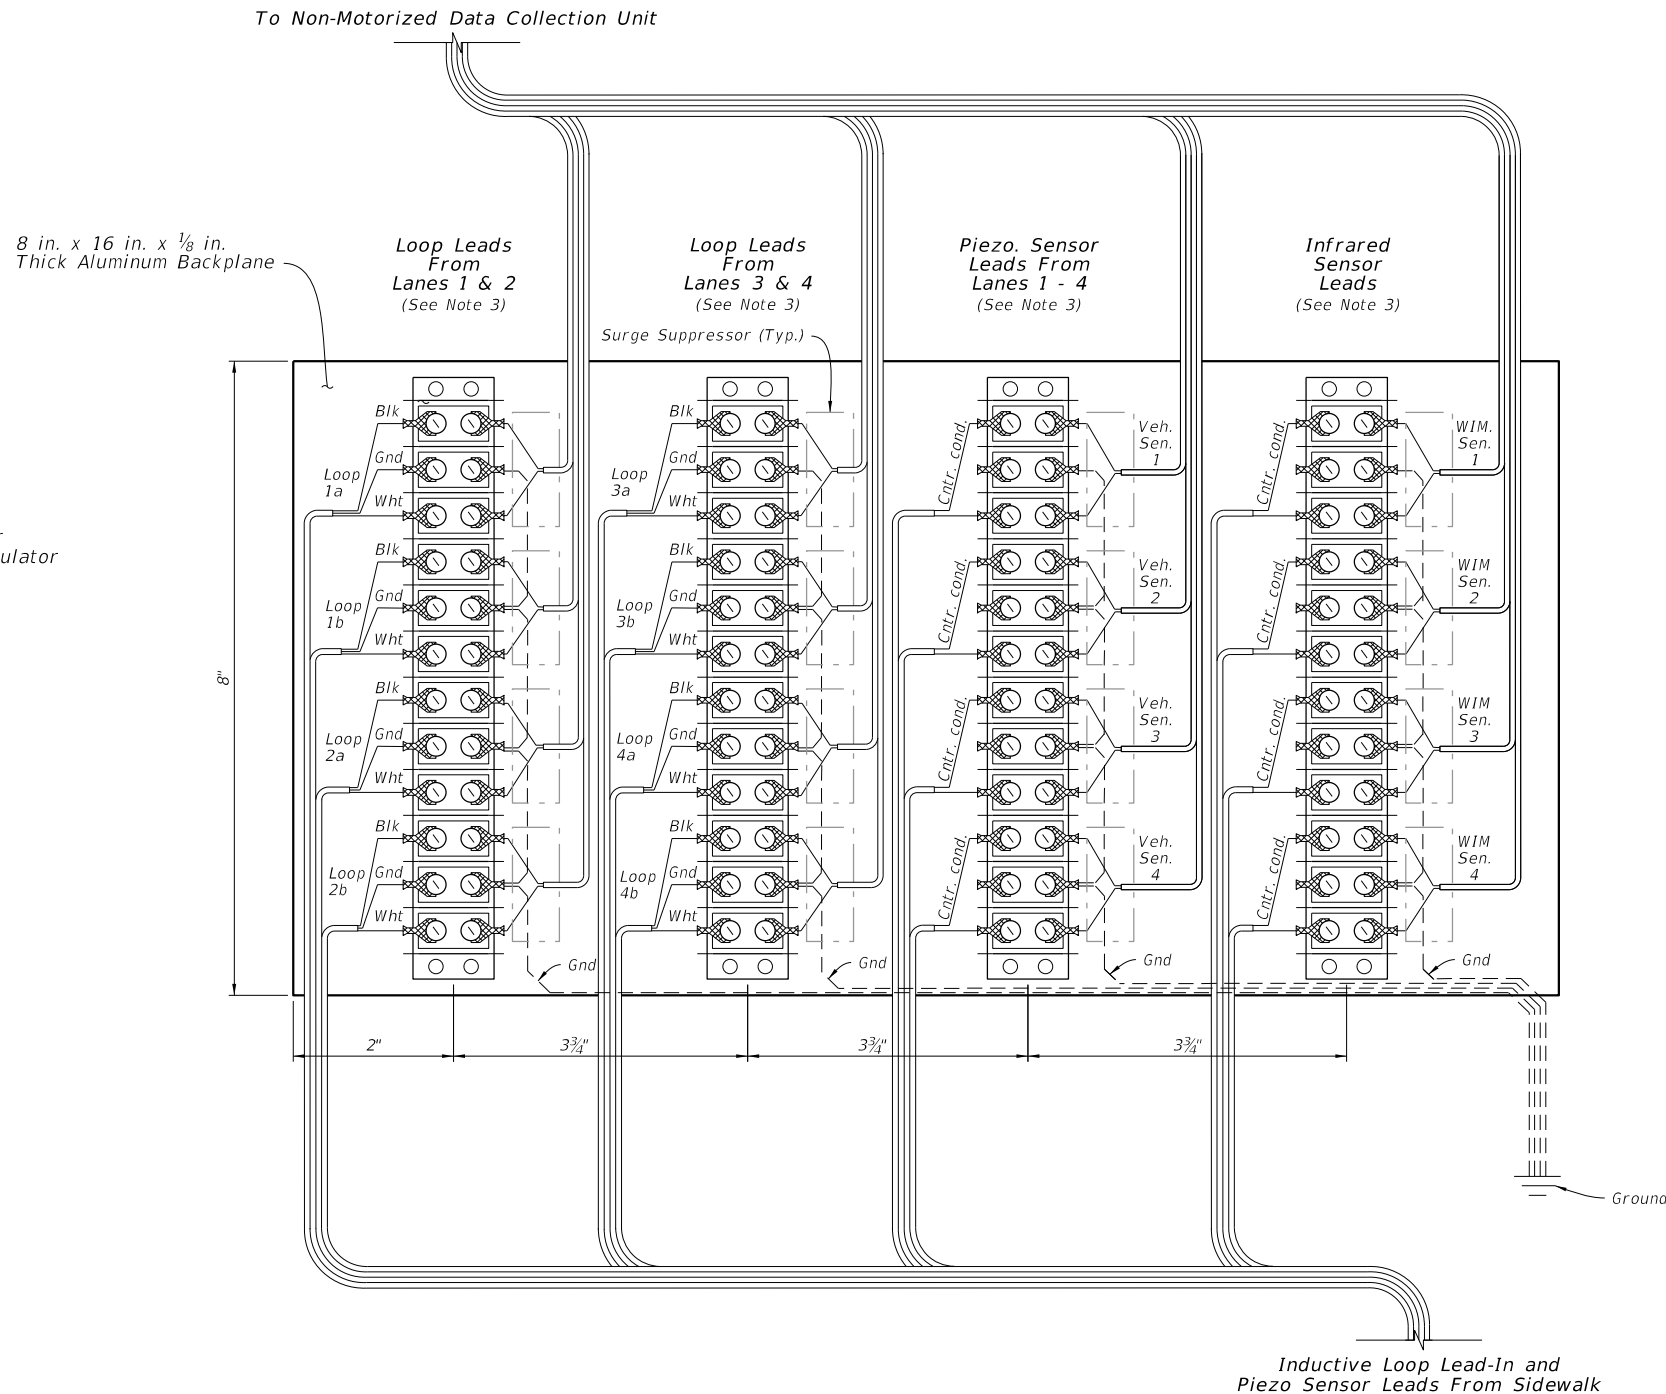 To Non-Motorized Data Collection Unit
8 in. x 16 in. x 1/8 in.
Thick Aluminum Backplane
Loop Leads
From
Lanes 1 & 2
(See Note 3)
Loop Leads
From
Lanes 3 & 4
(See Note 3)
Piezo. Sensor
Leads From
Lanes 1 - 4
(See Note 3)
Infrared
Sensor
Leads
(See Note 3)
Surge Suppressor (Typ.)
ulator
8"
Blk
Gnd
Wht
Loop
1a
Blk
Gnd
Wht
Loop
1b
Blk
Gnd
Wht
Loop
2a
Blk
Gnd
Wht
Loop
2b
Gnd
Blk
Gnd
Wht
Loop
3a
Blk
Gnd
Wht
Loop
3b
Blk
Gnd
Wht
Loop
4a
Blk
Gnd
Wht
Loop
4b
Gnd
Cntr. cond.
Veh.
Sen.
1
Cntr. cond.
Veh.
Sen.
2
Cntr. cond.
Veh.
Sen.
3
Cntr. cond.
Veh.
Sen.
4
Gnd
Cntr. cond.
WIM.
Sen.
1
Cntr. cond.
WIM
Sen.
2
Cntr. cond.
WIM
Sen.
3
Cntr. cond.
WIM
Sen.
4
Gnd
2"
3¾"
3¾"
3¾"
Ground
Inductive Loop Lead-In and
Piezo Sensor Leads From Sidewalk